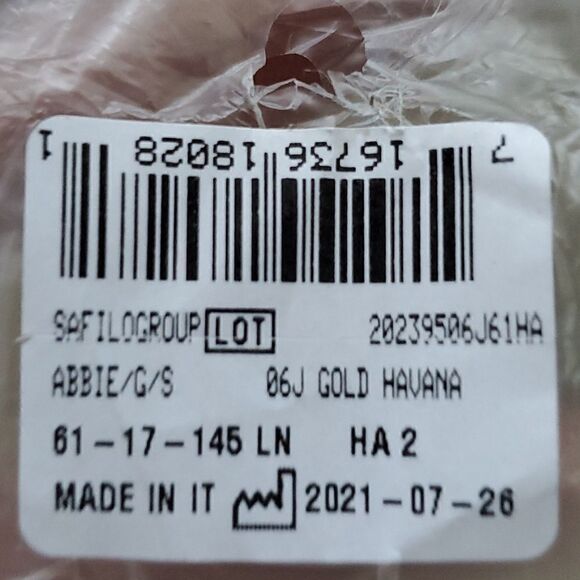 7 16736 18028 1
SAFILOGROUP LOT 20239506J61HA
ABBIE/G/S 06J GOLD HAVANA
61-17-145 LN HA 2
MADE IN IT 2021-07-26